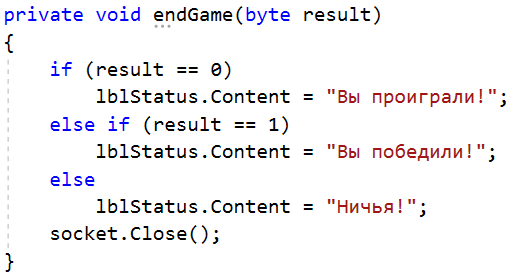 private void endGame(byte result)
{
    if (result == 0)
        lblStatus.Content = "Вы проиграли!";
    else if (result == 1)
        lblStatus.Content = "Вы победили!";
    else
        lblStatus.Content = "Ничья!";
    socket.Close();
}